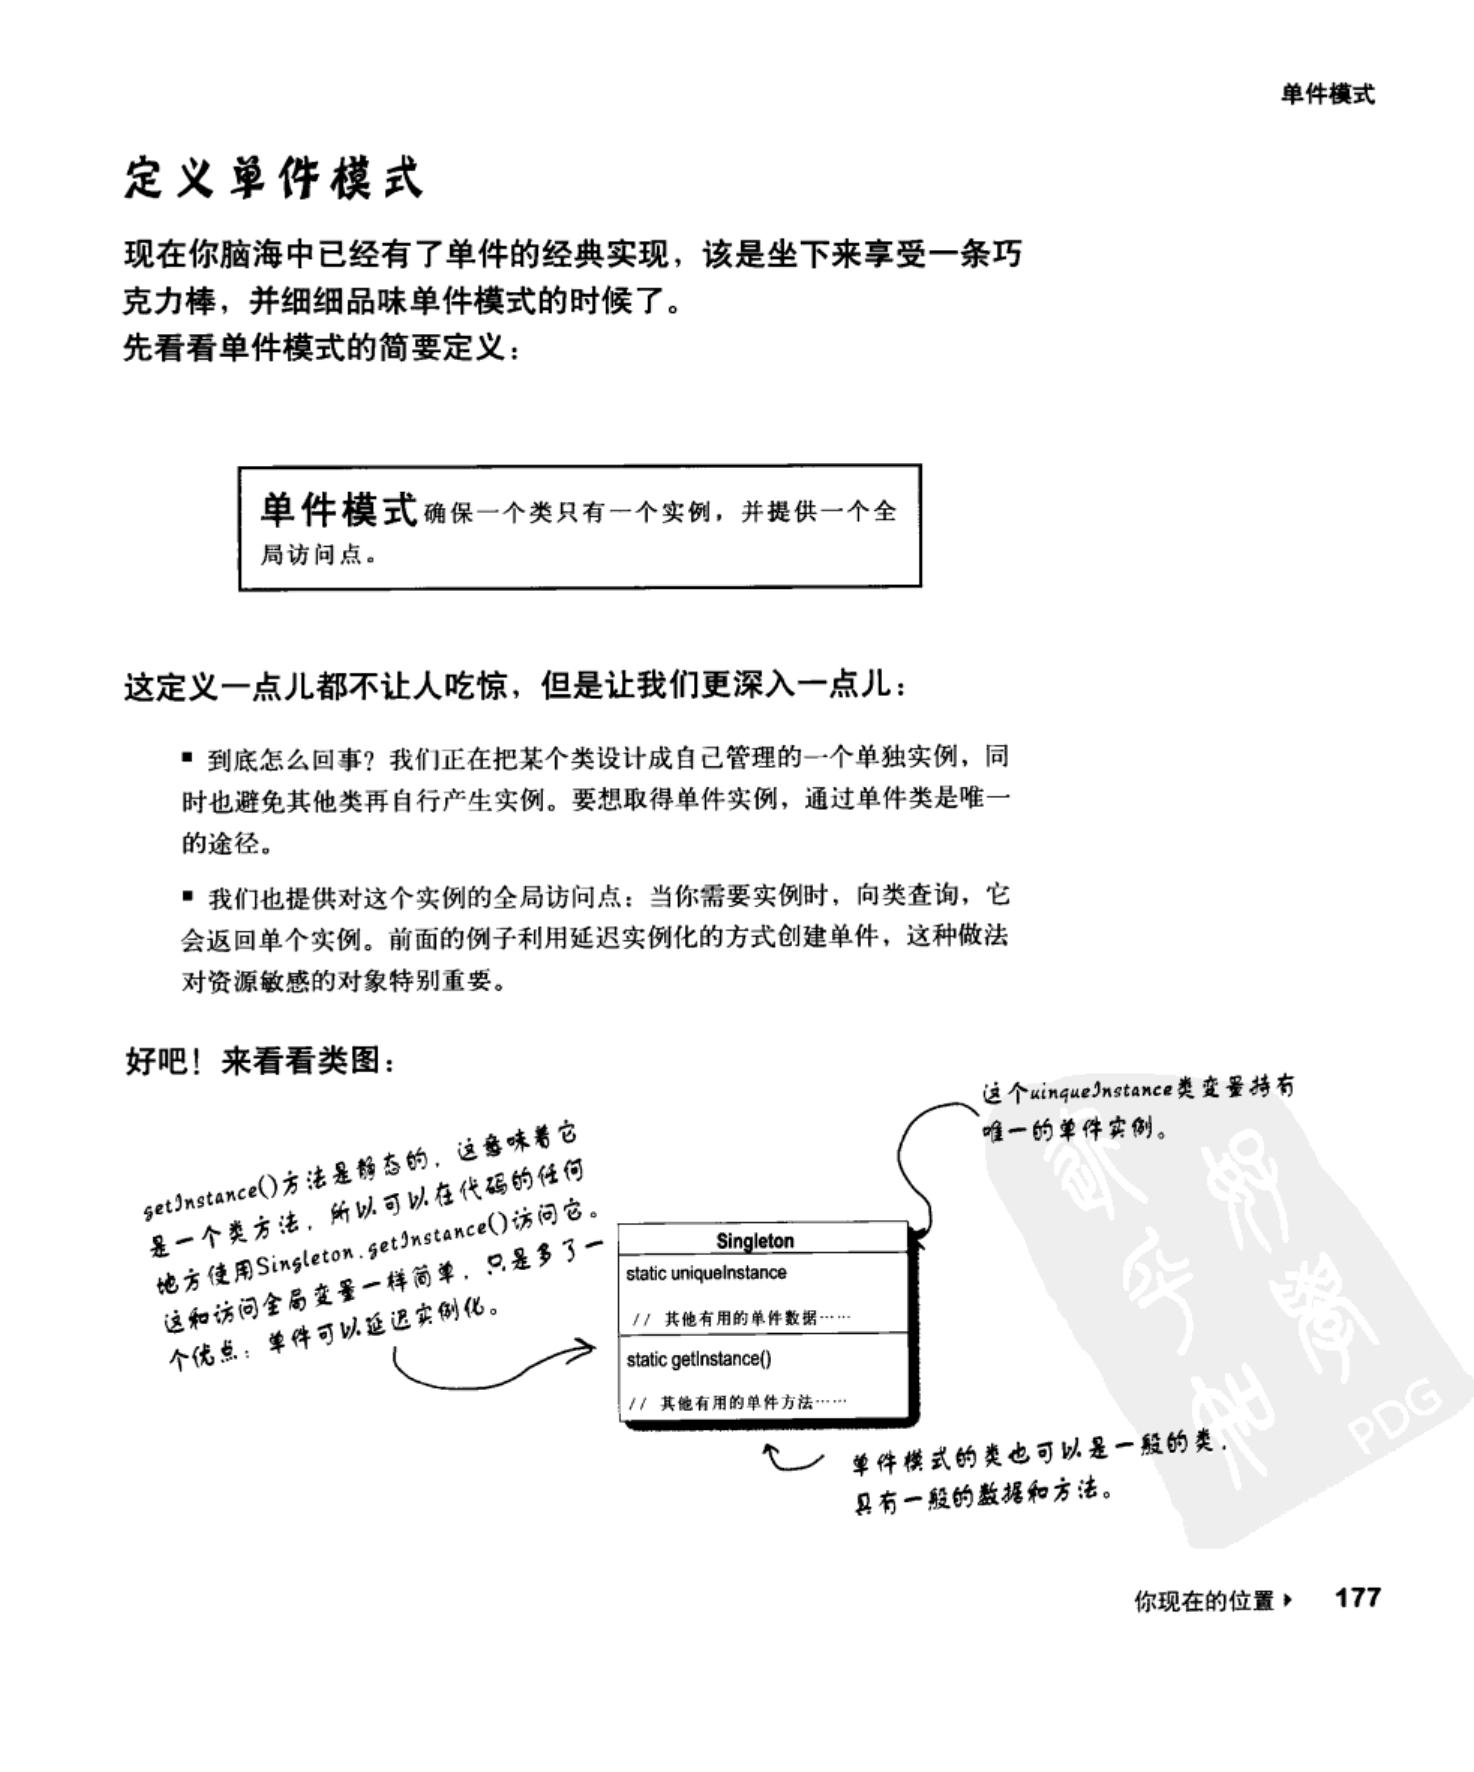 单件模式
定义单件模式
现在你脑海中已经有了单件的经典实现，该是坐下来享受一条巧
克力棒，并细细品味单件模式的时候了。
先看看单件模式的简要定义：
单件模式确保一个类只有一个实例，并提供一个全
局访问点。
这定义一点儿都不让人吃惊，但是让我们更深入一点儿：
▪ 到底怎么回事？我们正在把某个类设计成自己管理的一个单独实例，同
时也避免其他类再自行产生实例。要想取得单件实例，通过单件类是唯一
的途径。
▪ 我们也提供对这个实例的全局访问点：当你需要实例时，向类查询，它
会返回单个实例。前面的例子利用延迟实例化的方式创建单件，这种做法
对资源敏感的对象特别重要。
好吧！来看看类图：
这个uinqueInstance类变量持有
唯一的单件实例。
getInstance()方法是静态的，这意味着它
是一个类方法，所以可以在代码的任何
地方使用Singleton.getInstance()访问它。
这和访问全局变量一样简单，只是多了一
个优点：单件可以延迟实例化。
Singleton
static uniqueInstance
// 其他有用的单件数据……
static getInstance()
// 其他有用的单件方法……
单件模式的类也可以是一般的类，
具有一般的数据和方法。
PDG
你现在的位置▸ 177